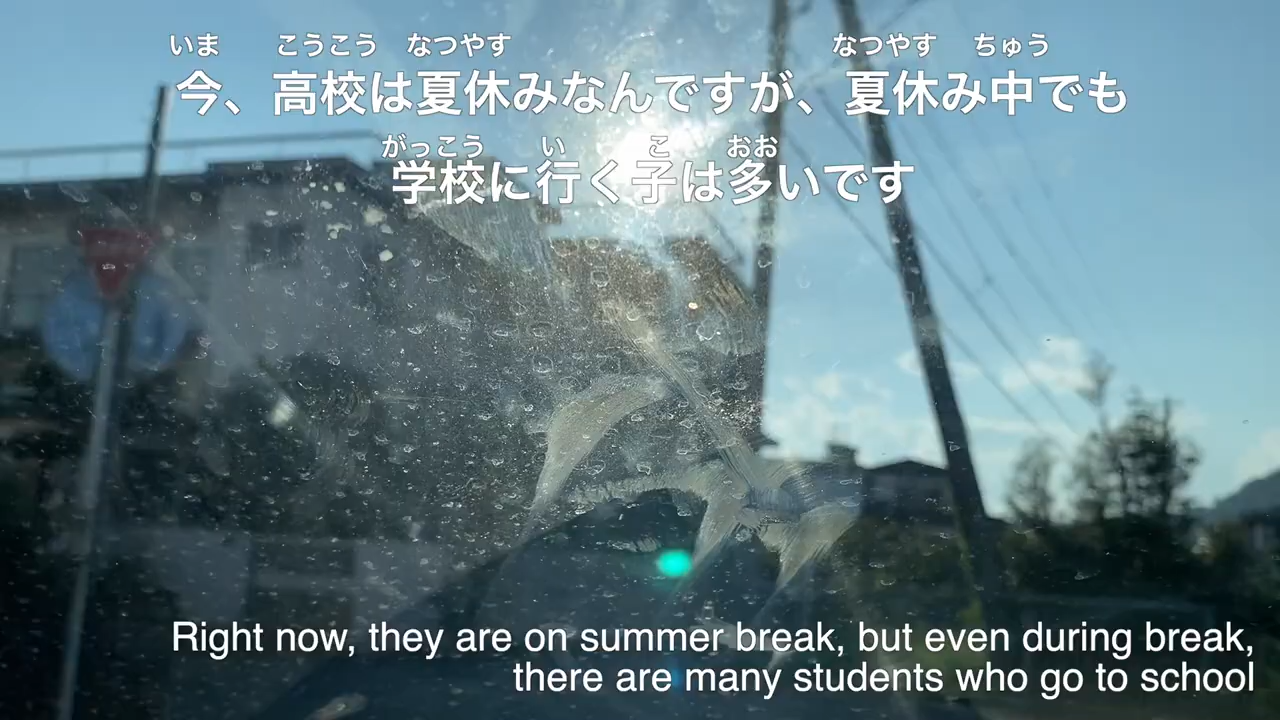 いま こうこう なつやす なつやす ちゅう
今、高校は夏休みなんですが、夏休み中でも
がっこう い こ おお
学校に行く子は多いです
Right now, they are on summer break, but even during break,
there are many students who go to school